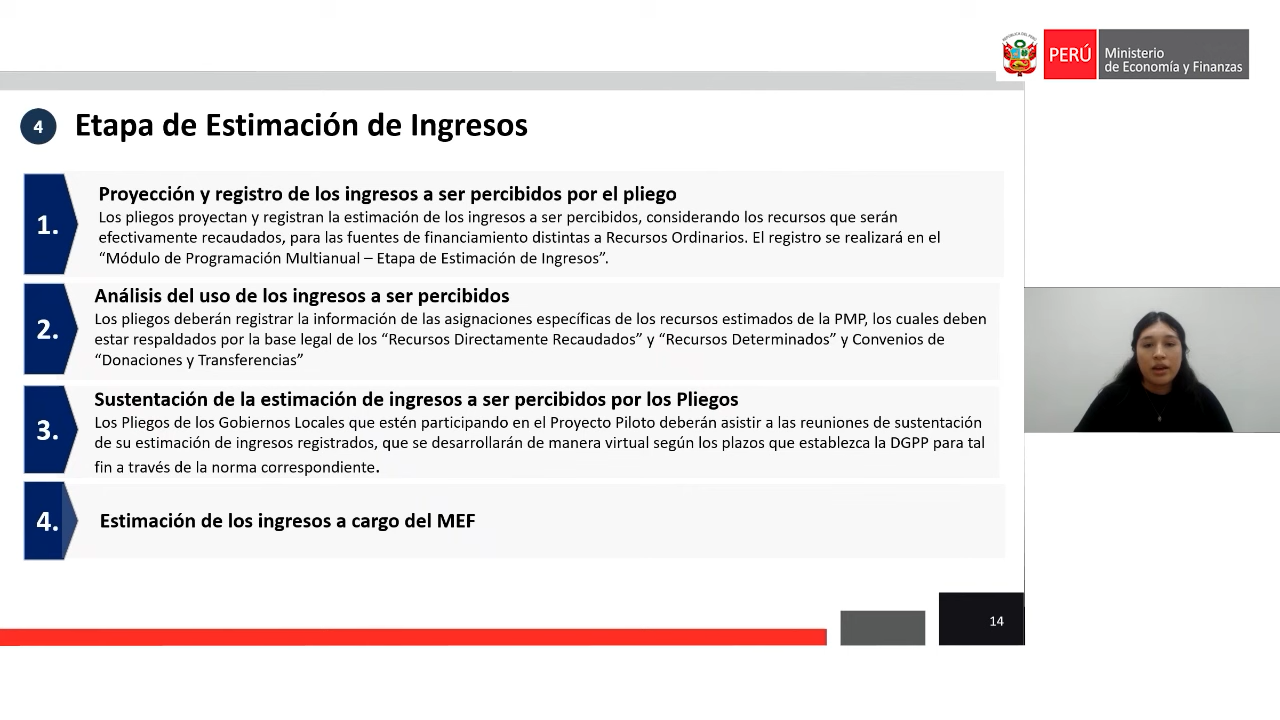 PERÚ
Ministerio
de Economía y Finanzas
4
Etapa de Estimación de Ingresos
1.
Proyección y registro de los ingresos a ser percibidos por el pliego
Los pliegos proyectan y registran la estimación de los ingresos a ser percibidos, considerando los recursos que serán
efectivamente recaudados, para las fuentes de financiamiento distintas a Recursos Ordinarios. El registro se realizará en el
“Módulo de Programación Multianual – Etapa de Estimación de Ingresos”.
2.
Análisis del uso de los ingresos a ser percibidos
Los pliegos deberán registrar la información de las asignaciones específicas de los recursos estimados de la PMP, los cuales deben
estar respaldados por la base legal de los “Recursos Directamente Recaudados” y “Recursos Determinados” y Convenios de
“Donaciones y Transferencias”
3.
Sustentación de la estimación de ingresos a ser percibidos por los Pliegos
Los Pliegos de los Gobiernos Locales que estén participando en el Proyecto Piloto deberán asistir a las reuniones de sustentación
de su estimación de ingresos registrados, que se desarrollarán de manera virtual según los plazos que establezca la DGPP para tal
fin a través de la norma correspondiente.
4.
Estimación de los ingresos a cargo del MEF
14